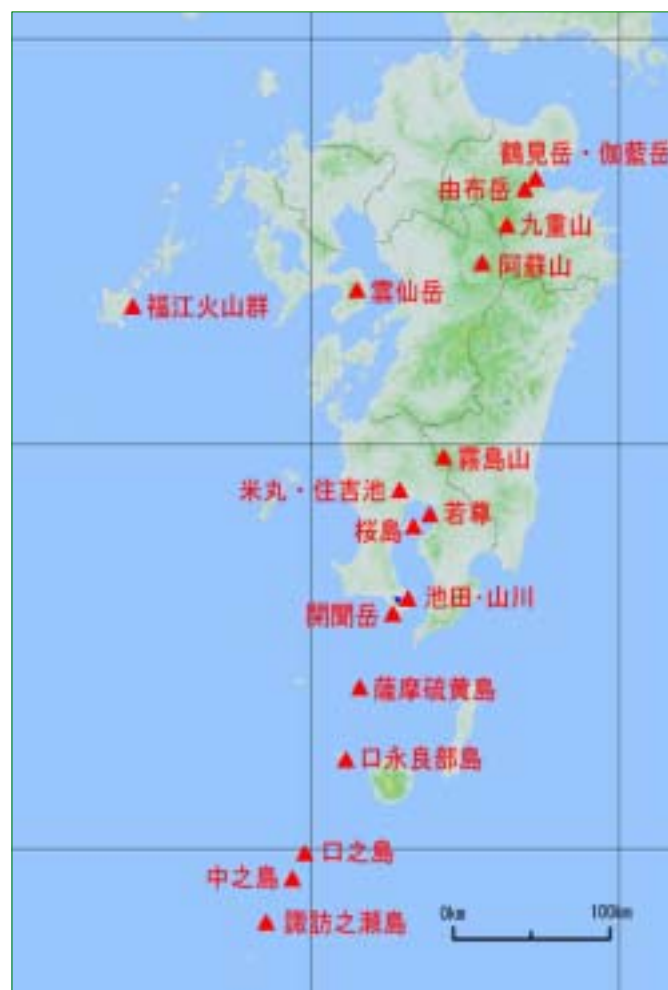 鶴見岳・伽藍岳
由布岳
九重山
阿蘇山
雲仙岳
福江火山群
霧島山
米丸・住吉池
若尊
桜島
池田・山川
開聞岳
薩摩硫黄島
口永良部島
口之島
中之島
諏訪之瀬島
0km 100km